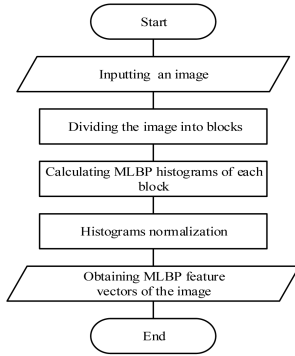 Start
Inputting an image
Dividing the image into blocks
Calculating MLBP histograms of each
block
Histograms normalization
Obtaining MLBP feature
vectors of the image
End